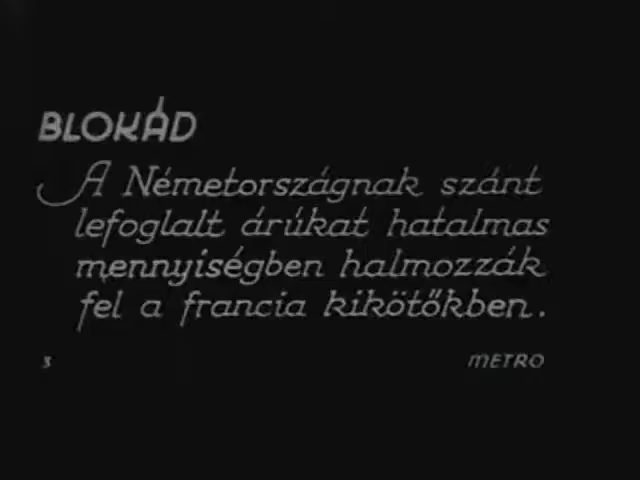 BLOKÁD
A Németországnak szánt
lefoglalt árúkat hatalmas
mennyiségben halmozzák
fel a francia kikötőkben.
3 METRO